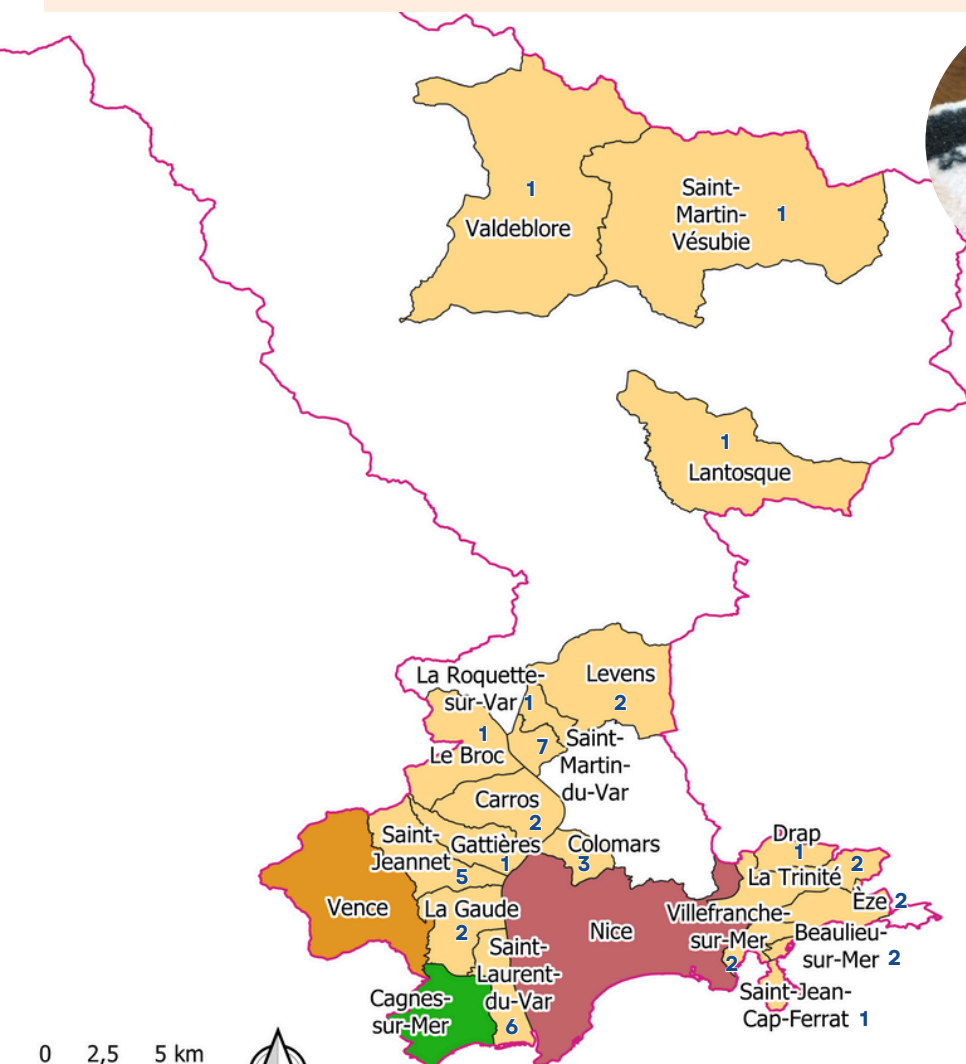 1
Valdeblore
Saint-
Martin-
Vésubie
1
1
Lantosque
La Roquette-
sur-Var 1
Levens
2
1
Le Broc
7
Saint-
Martin-
du-Var
Carros
2
Saint-
Jeannet
5
Gattières
1
Colomars
3
Drap
1
La Trinité
2
Èze 2
Vence
La Gaude
2
Nice
Villefranche-
sur-Mer
2
Beaulieu-
sur-Mer 2
Saint-
Laurent-
du-Var
6
Cagnes-
sur-Mer
Saint-Jean-
Cap-Ferrat 1
0 2,5 5 km